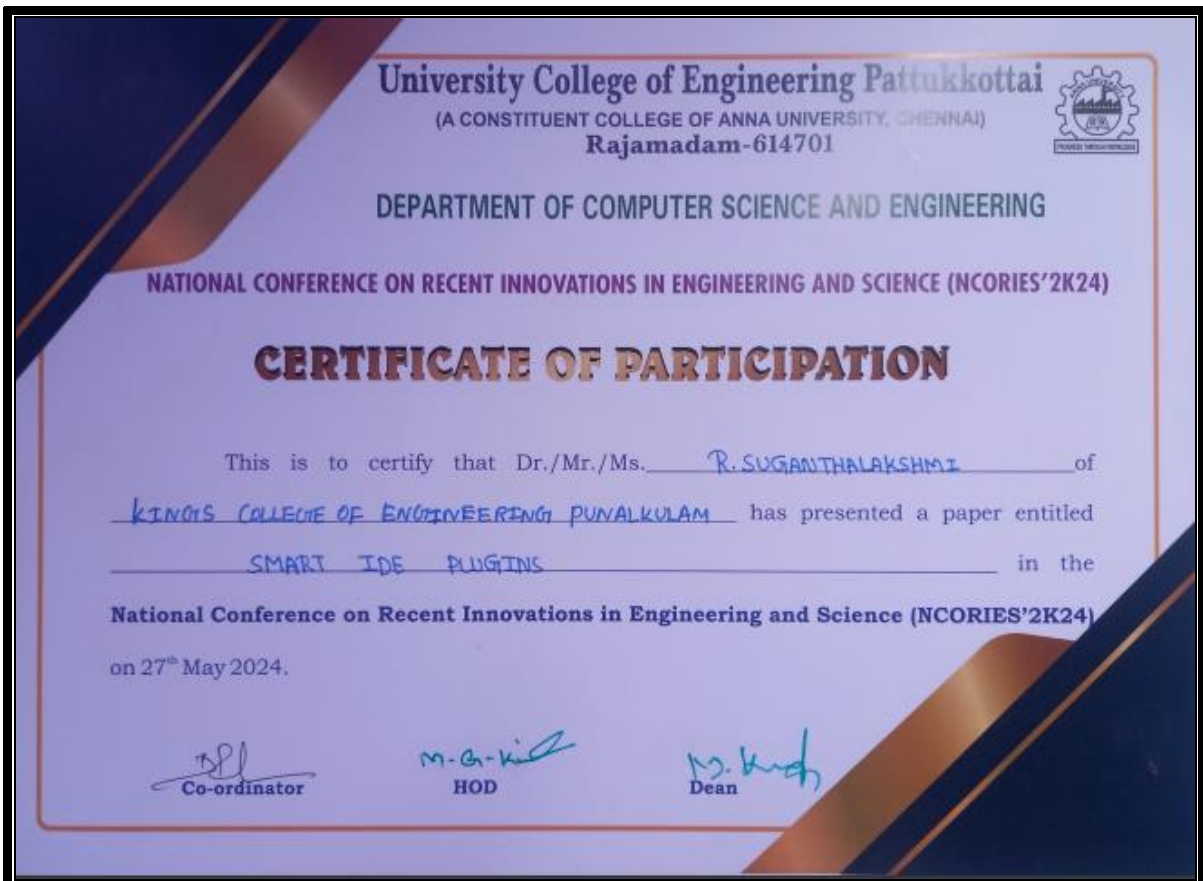 University College of Engineering Pattukkottai
(A CONSTITUENT COLLEGE OF ANNA UNIVERSITY, CHENNAI)
Rajamadam-614701
DEPARTMENT OF COMPUTER SCIENCE AND ENGINEERING
NATIONAL CONFERENCE ON RECENT INNOVATIONS IN ENGINEERING AND SCIENCE (NCORIES'2K24)
CERTIFICATE OF PARTICIPATION
This is to certify that Dr./Mr./Ms. R. SUGANTHALAKSHMI of
KINGS COLLEGE OF ENGINEERING PUNALKULAM has presented a paper entitled
SMART IDE PLUGINS in the
National Conference on Recent Innovations in Engineering and Science (NCORIES'2K24)
on 27th May 2024.
Co-ordinator HOD Dean